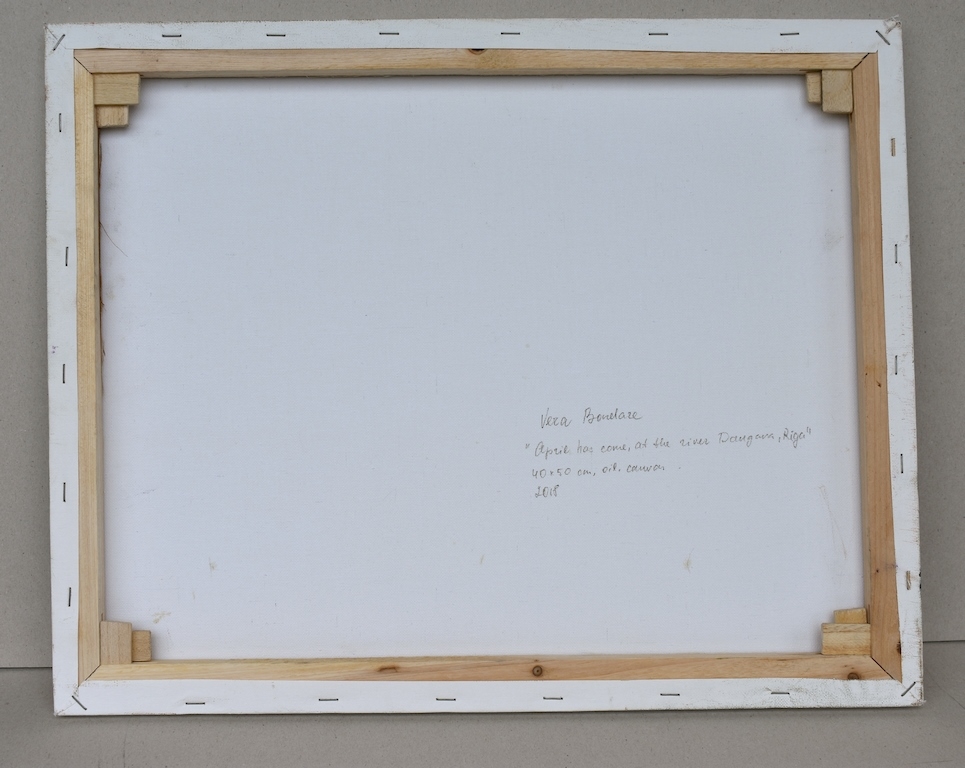 Vera Bondare
"April has come, at the river Daugava, Riga"
40×50 cm, oil. canvas.
2018